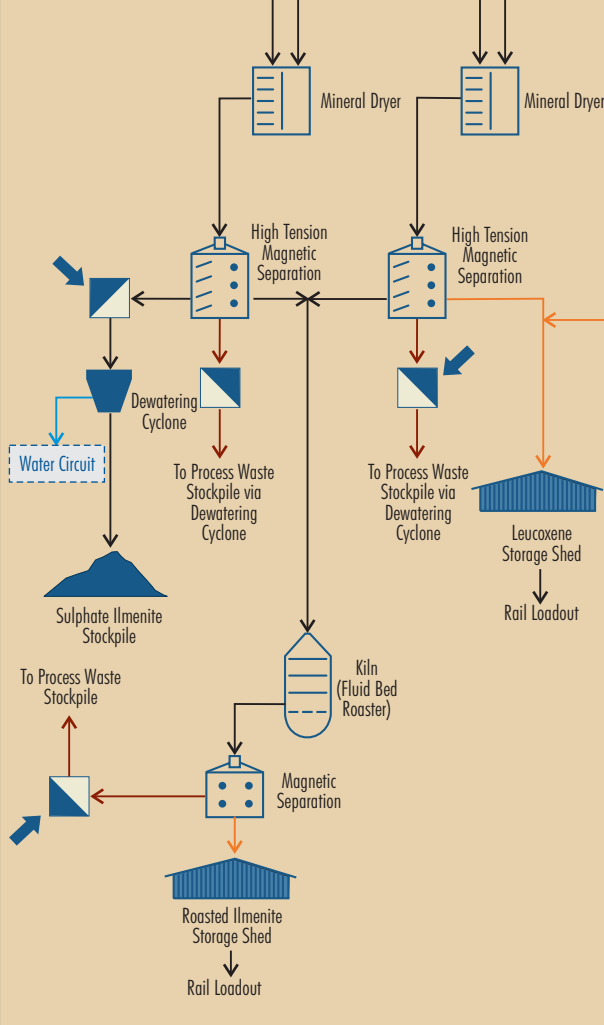 Mineral Dryer
Mineral Dryer
High Tension
Magnetic
Separation
High Tension
Magnetic
Separation
Dewatering
Cyclone
Water Circuit
To Process Waste
Stockpile via
Dewatering
Cyclone
To Process Waste
Stockpile via
Dewatering
Cyclone
Leucoxene
Storage Shed
Rail Loadout
Sulphate Ilmenite
Stockpile
To Process Waste
Stockpile
Kiln
(Fluid Bed
Roaster)
Magnetic
Separation
Roasted Ilmenite
Storage Shed
Rail Loadout